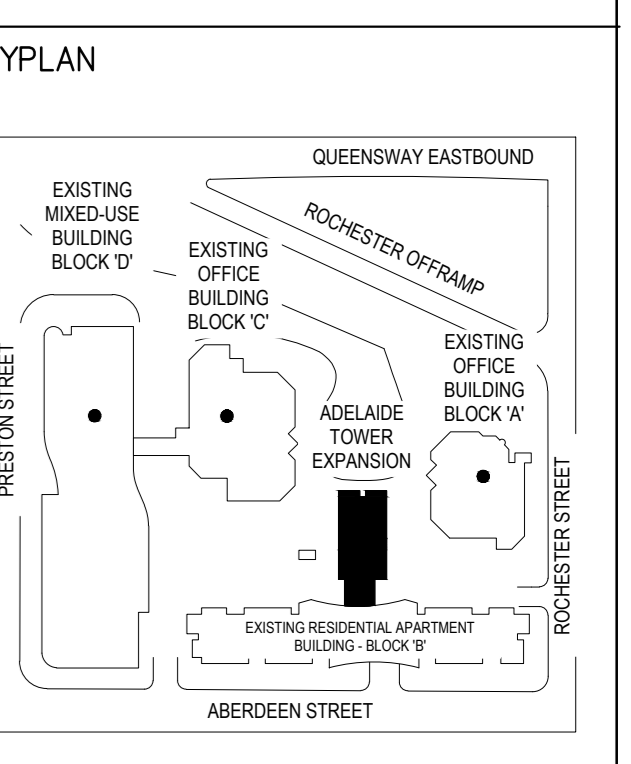 YPLAN
QUEENSWAY EASTBOUND
EXISTING
MIXED-USE
BUILDING
BLOCK 'D'
ROCHESTER OFFRAMP
EXISTING
OFFICE
BUILDING
BLOCK 'C'
EXISTING
OFFICE
BUILDING
BLOCK 'A'
PRESTON STREET
ADELAIDE
TOWER
EXPANSION
ROCHESTER STREET
EXISTING RESIDENTIAL APARTMENT
BUILDING - BLOCK 'B'
ABERDEEN STREET